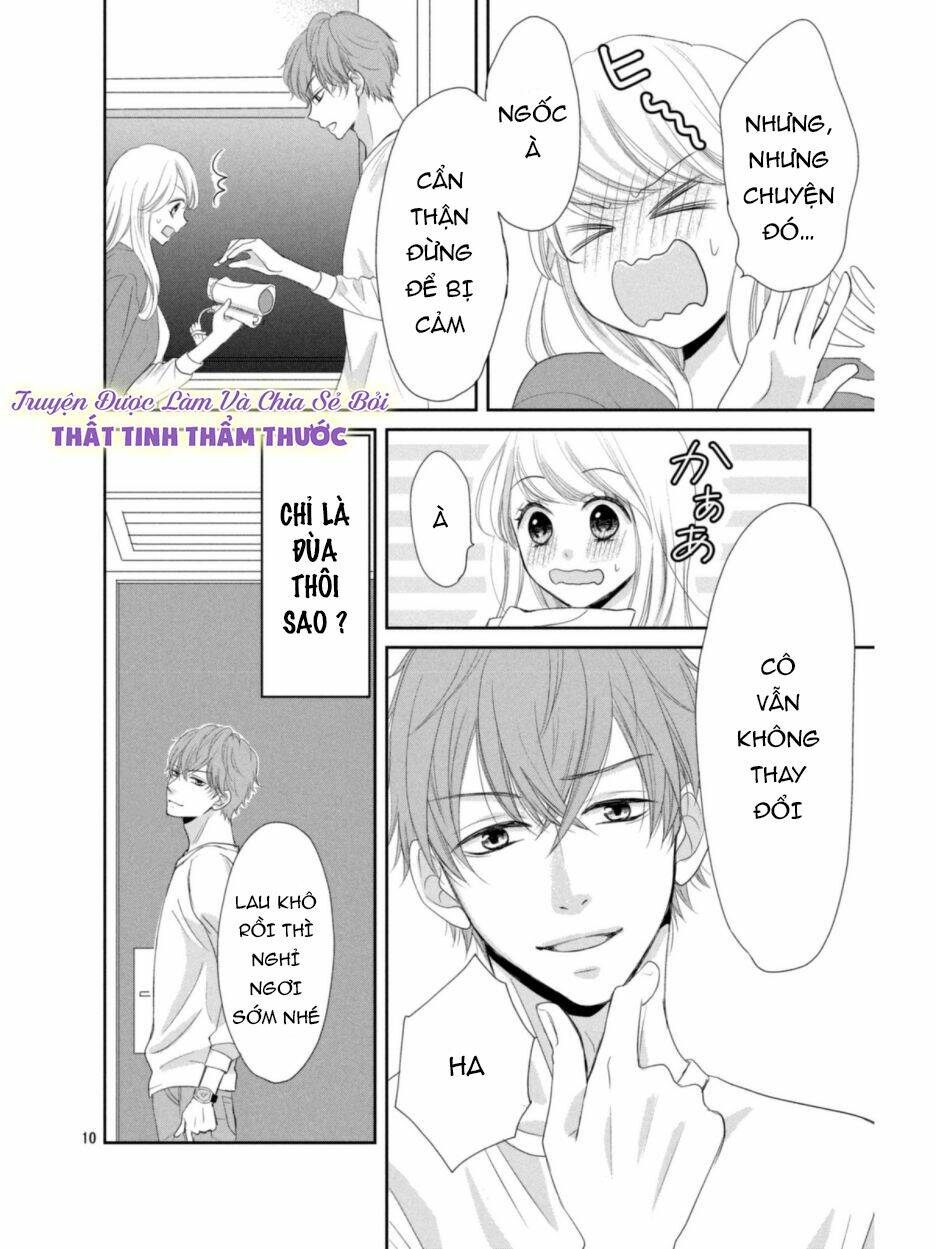 NHƯNG,
NHƯNG
CHUYỆN
ĐÓ...
ヒ〜〜
NGỐC
À
CẨN
THẬN
ĐỪNG
ĐỂ BỊ
CẢM
Truyện Được Làm Và Chia Sẻ Bởi
THẤT TINH THẨM THƯỚC
かぁぁ
À
CÔ
VẪN
KHÔNG
THAY
ĐỔI
HA
CHỈ LÀ
ĐÙA
THÔI
SAO ?
LAU KHÔ
RỒI THÌ
NGHỈ
NGƠI
SỚM NHÉ
10